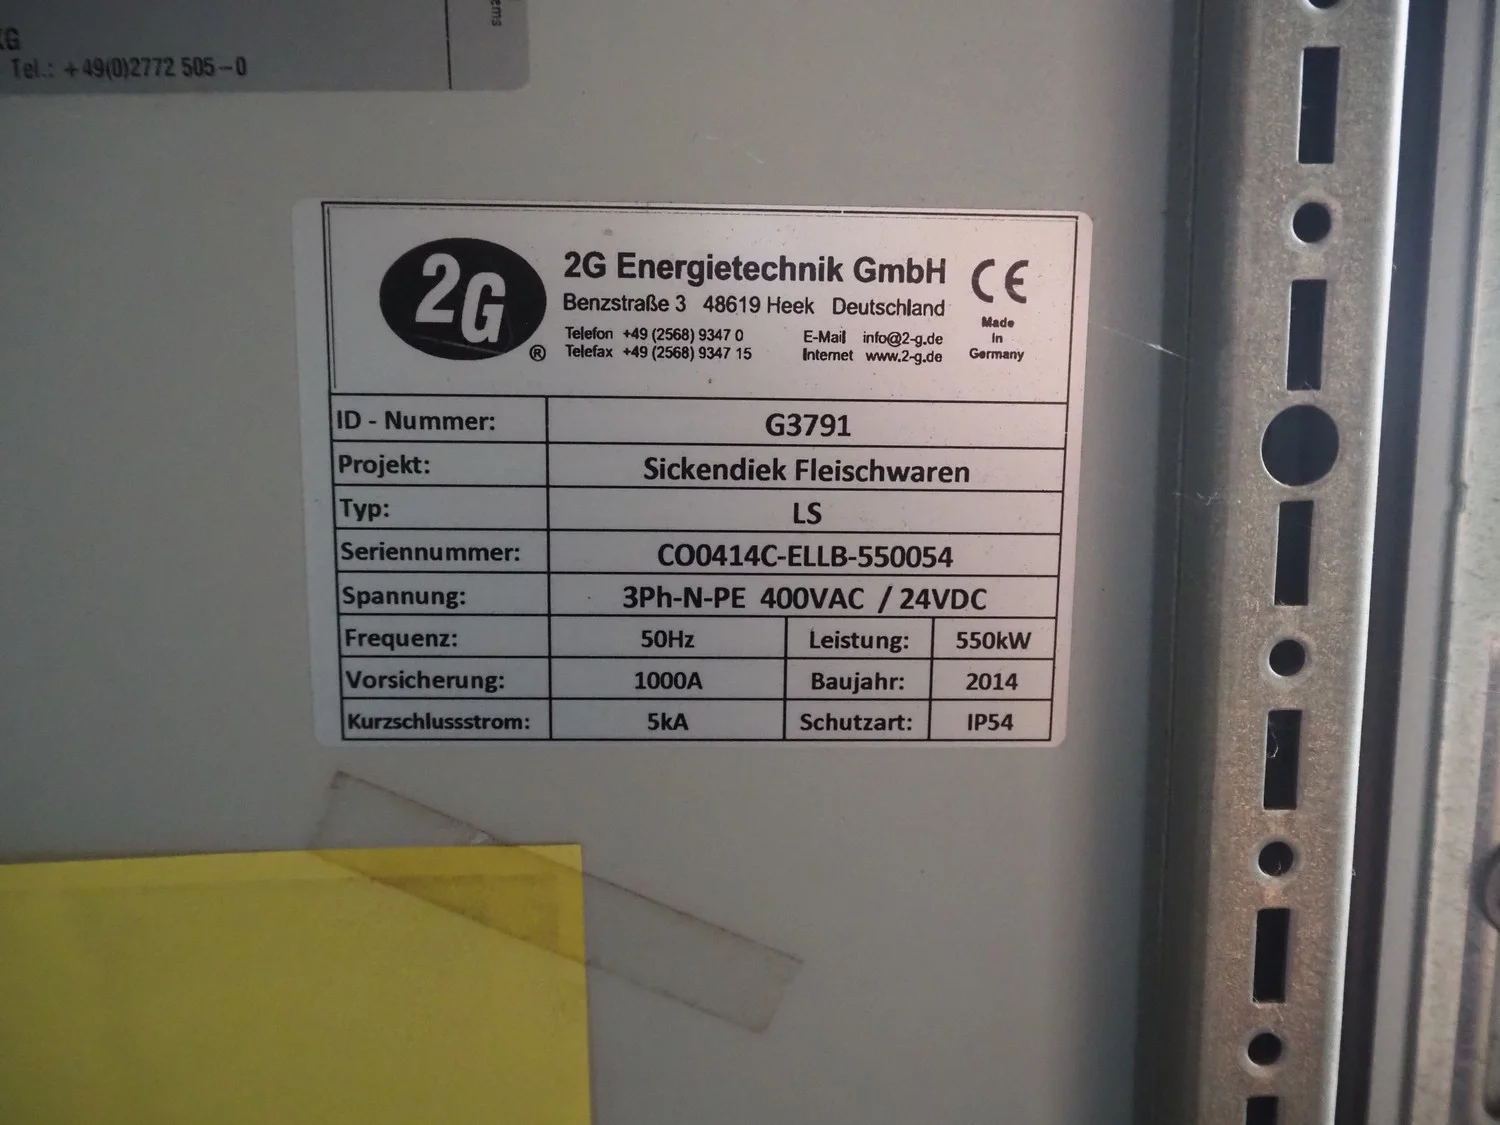 ems
KG
Tel.: +49(0)2772 505-0
2G
®
2G Energietechnik GmbH
Benzstraße 3 48619 Heek Deutschland
Telefon +49 (2568) 9347 0 E-Mail info@2-g.de
Telefax +49 (2568) 9347 15 Internet www.2-g.de
CE
Made
In
Germany
ID - Nummer: G3791
Projekt: Sickendiek Fleischwaren
Typ: LS
Seriennummer: CO0414C-ELLB-550054
Spannung: 3Ph-N-PE 400VAC / 24VDC
Frequenz: 50Hz Leistung: 550kW
Vorsicherung: 1000A Baujahr: 2014
Kurzschlussstrom: 5kA Schutzart: IP54